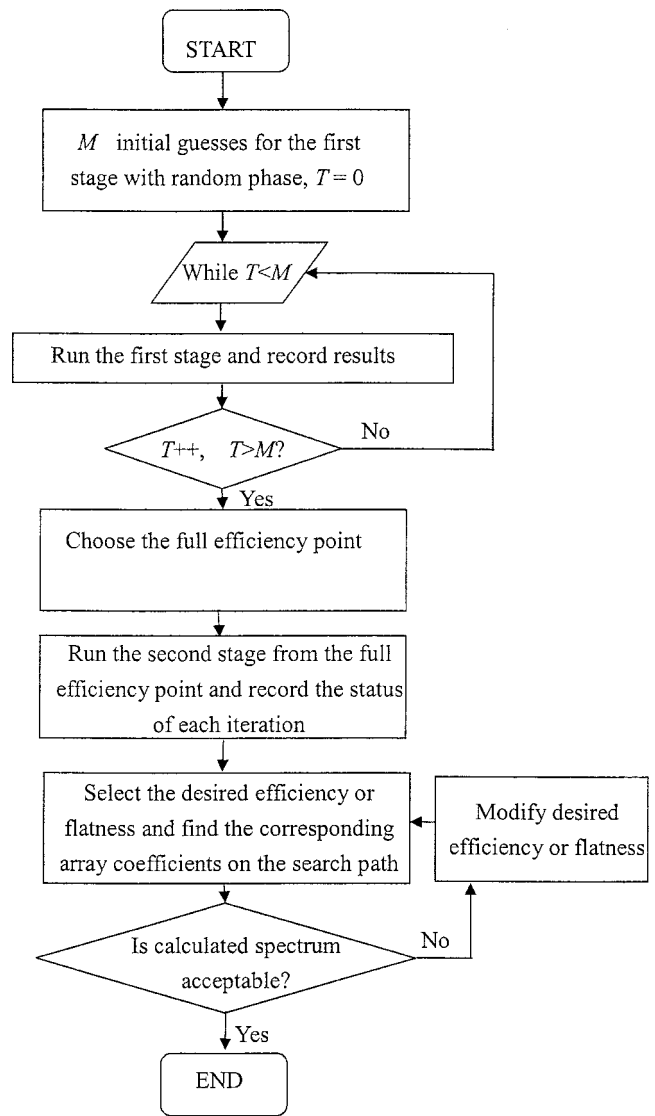 START
M initial guesses for the first
stage with random phase, T = 0
While T<M
Run the first stage and record results
T++, T>M?
No
Yes
Choose the full efficiency point
Run the second stage from the full
efficiency point and record the status
of each iteration
Select the desired efficiency or
flatness and find the corresponding
array coefficients on the search path
Modify desired
efficiency or flatness
Is calculated spectrum
acceptable?
No
Yes
END